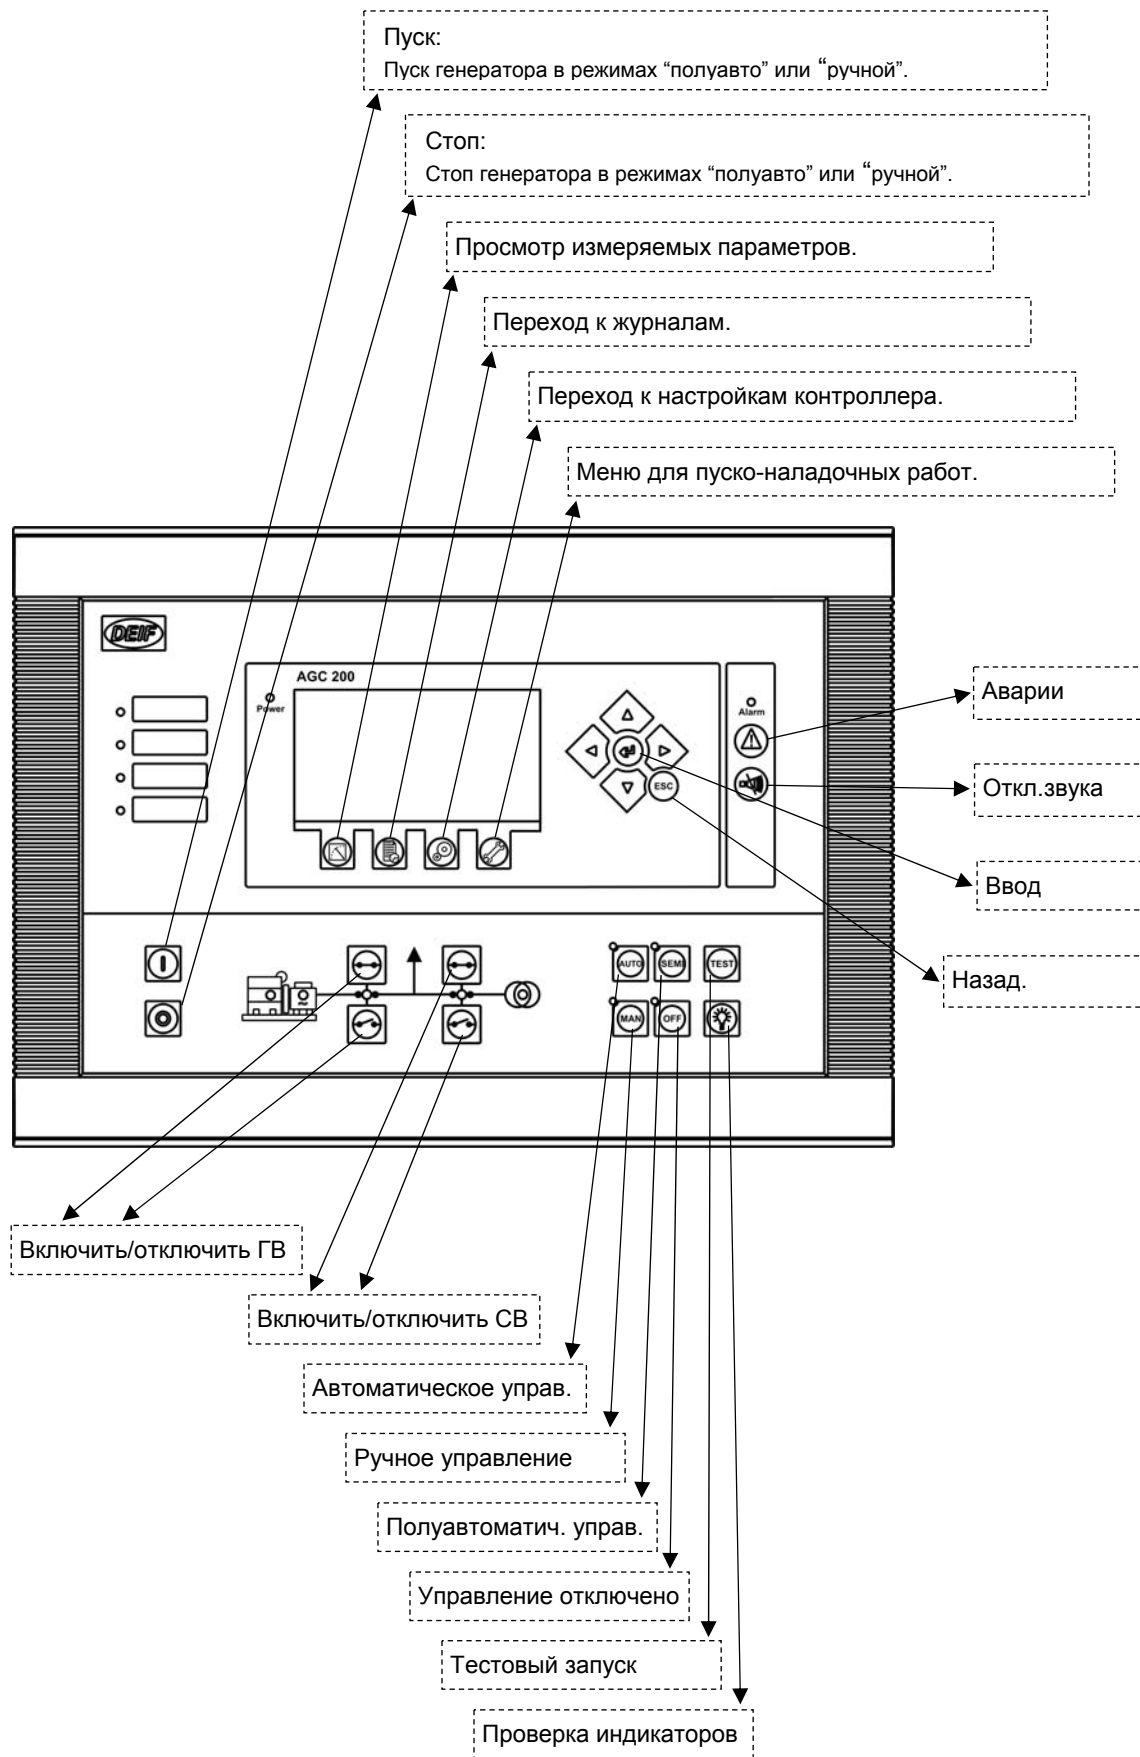 Пуск:
Пуск генератора в режимах “полуавто” или “ручной”.
Стоп:
Стоп генератора в режимах “полуавто” или “ручной”.
Просмотр измеряемых параметров.
Переход к журналам.
Переход к настройкам контроллера.
Меню для пуско-наладочных работ.
DEIF
AGC 200
Power
Alarm
ESC
Аварии
Откл.звука
Ввод
Назад.
AUTO
SEMI
TEST
MAN
OFF
Включить/отключить ГВ
Включить/отключить СВ
Автоматическое управ.
Ручное управление
Полуавтоматич. управ.
Управление отключено
Тестовый запуск
Проверка индикаторов